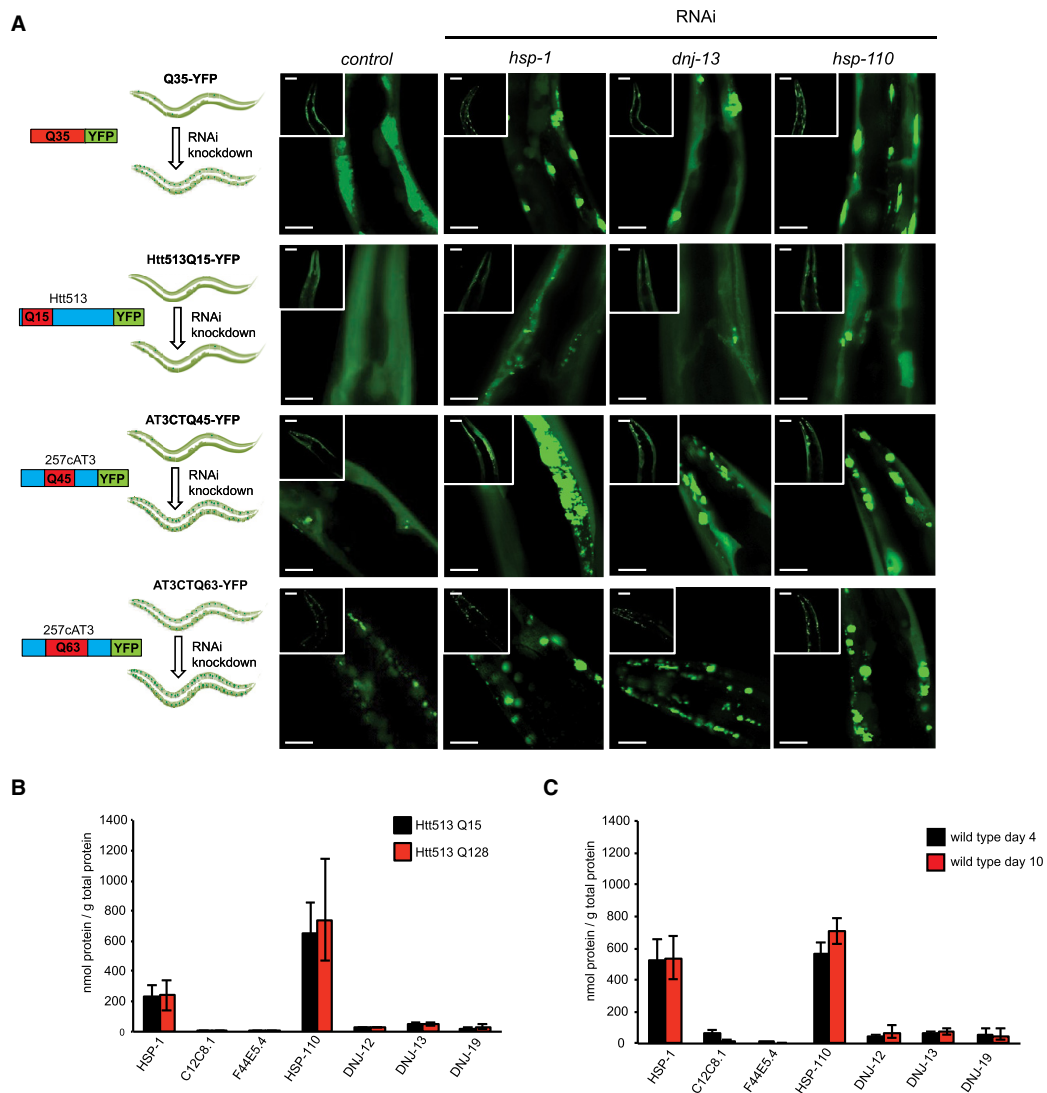 A
RNAi
control
hsp-1
dnj-13
hsp-110
Q35-YFP
Q35 YFP
RNAi
knockdown
Htt513Q15-YFP
Htt513
Q15 YFP
RNAi
knockdown
AT3CTQ45-YFP
257cAT3
Q45 YFP
RNAi
knockdown
AT3CTQ63-YFP
257cAT3
Q63 YFP
RNAi
knockdown
B
nmol protein / g total protein
1400
1200
1000
800
600
400
200
0
Htt513 Q15
Htt513 Q128
HSP-1
C12C8.1
F44E5.4
HSP-110
DNJ-12
DNJ-13
DNJ-19
C
nmol protein / g total protein
1400
1200
1000
800
600
400
200
0
wild type day 4
wild type day 10
HSP-1
C12C8.1
F44E5.4
HSP-110
DNJ-12
DNJ-13
DNJ-19